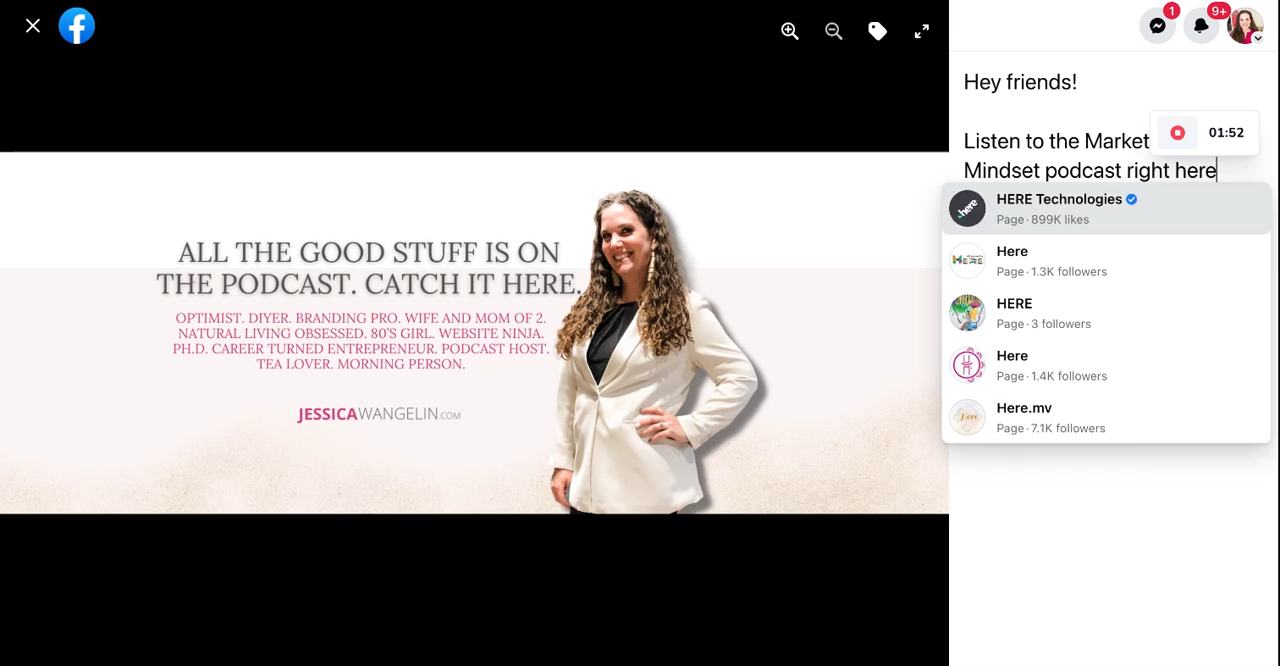 1
9+
Hey friends!
01:52
Listen to the Market
Mindset podcast right here
HERE Technologies
Page · 899K likes
Here
Page · 1.3K followers
HERE
Page · 3 followers
Here
Page · 1.4K followers
Here.mv
Page · 7.1K followers
ALL THE GOOD STUFF IS ON
THE PODCAST. CATCH IT HERE.
OPTIMIST. DIYER. BRANDING PRO. WIFE AND MOM OF 2.
NATURAL LIVING OBSESSED. 80'S GIRL. WEBSITE NINJA.
PH.D. CAREER TURNED ENTREPRENEUR. PODCAST HOST.
TEA LOVER. MORNING PERSON.
JESSICAWANGELIN.COM